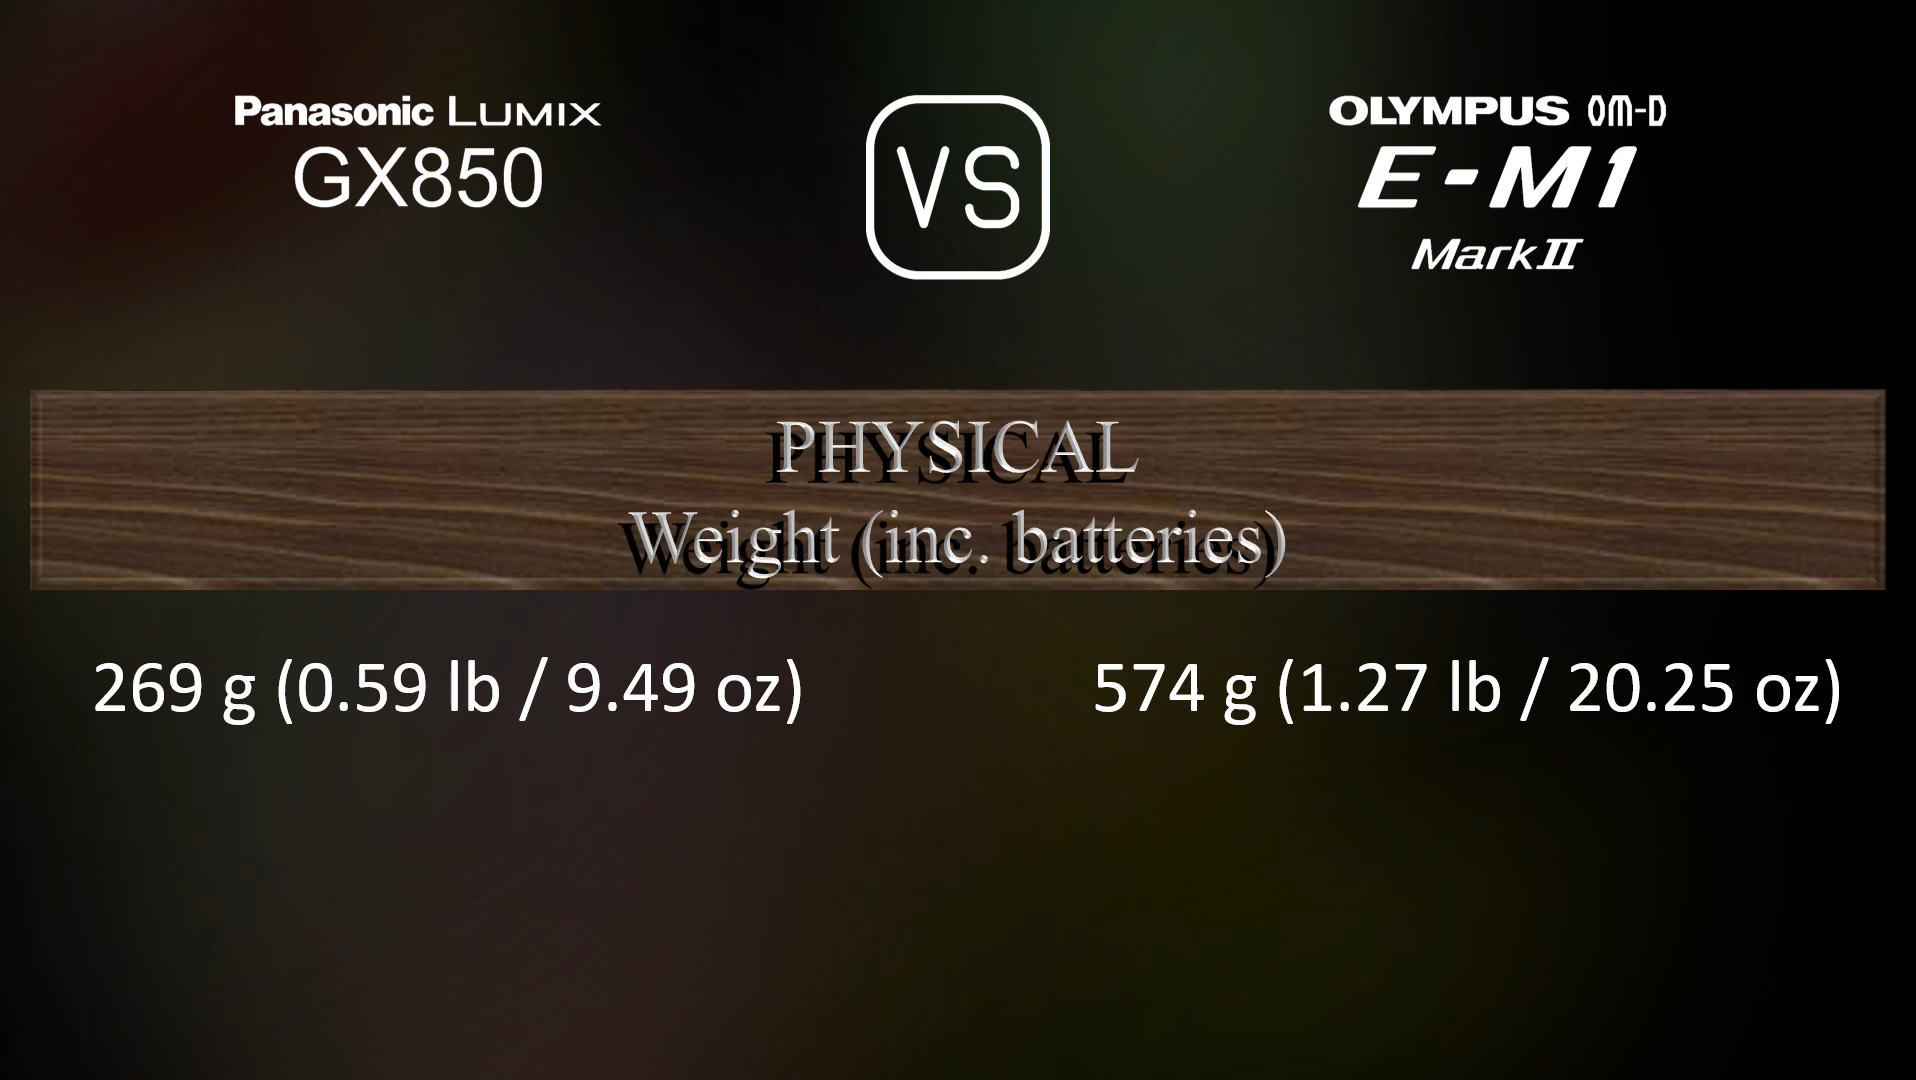 Panasonic LUMIX
GX850
VS
OLYMPUS OM-D
E-M1
Mark II
PHYSICAL
Weight (inc. batteries)
269 g (0.59 lb / 9.49 oz)
574 g (1.27 lb / 20.25 oz)